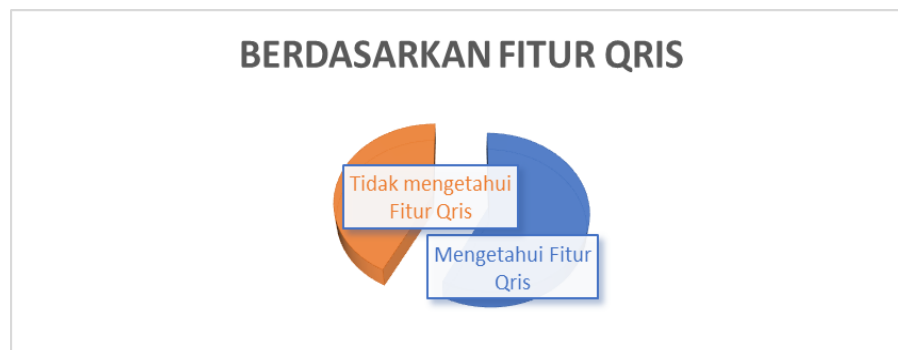 BERDASARKAN FITUR QRIS
Tidak mengetahui
Fitur Qris
Mengetahui Fitur
Qris